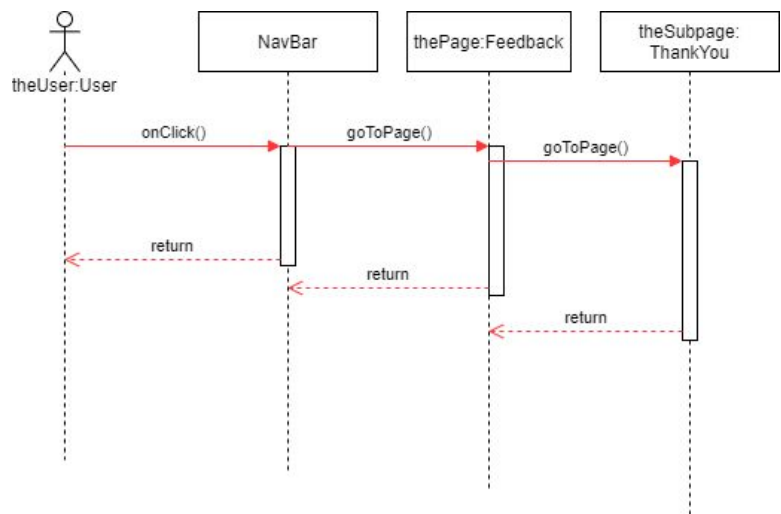 NavBar
thePage:Feedback
theSubpage:
ThankYou
theUser:User
onClick()
goToPage()
goToPage()
return
return
return